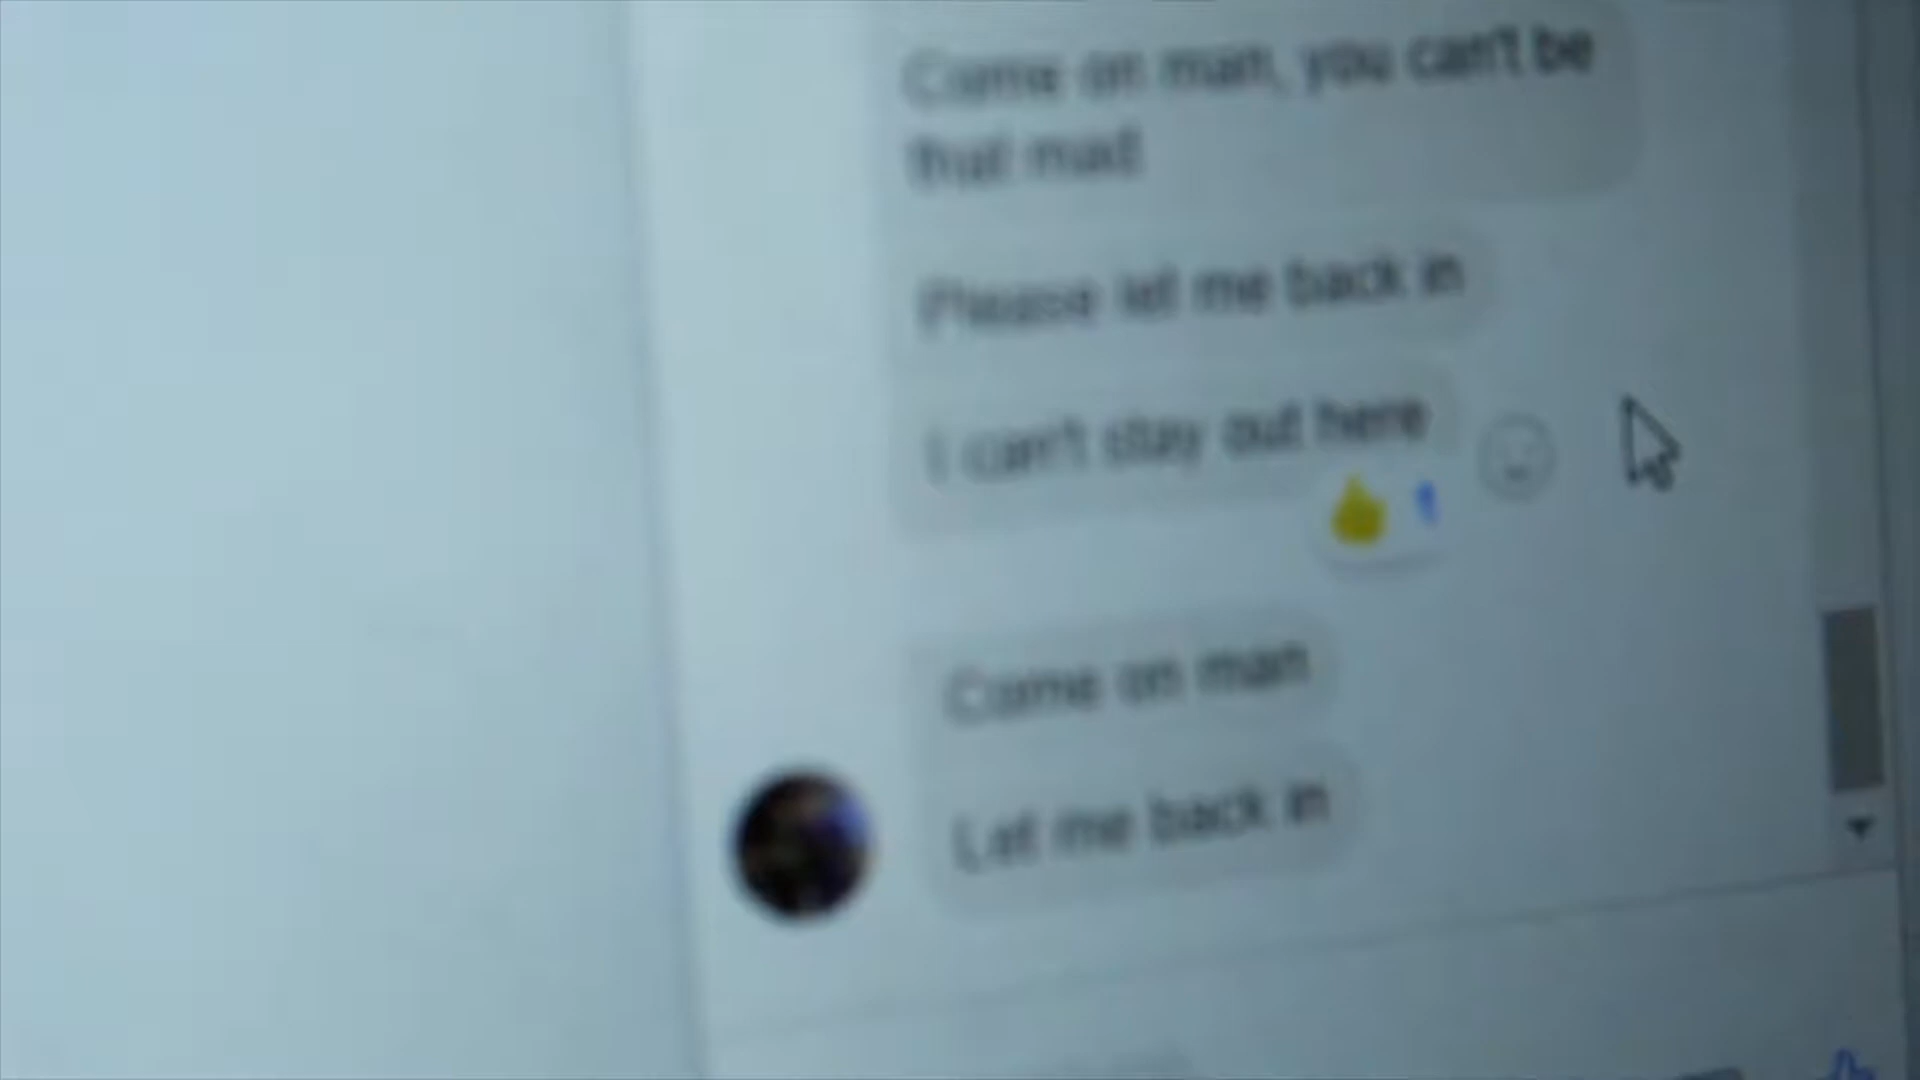 Come on man, you can't be
that mad
Please let me back in
I can't stay out here
1
Come on man
Let me back in